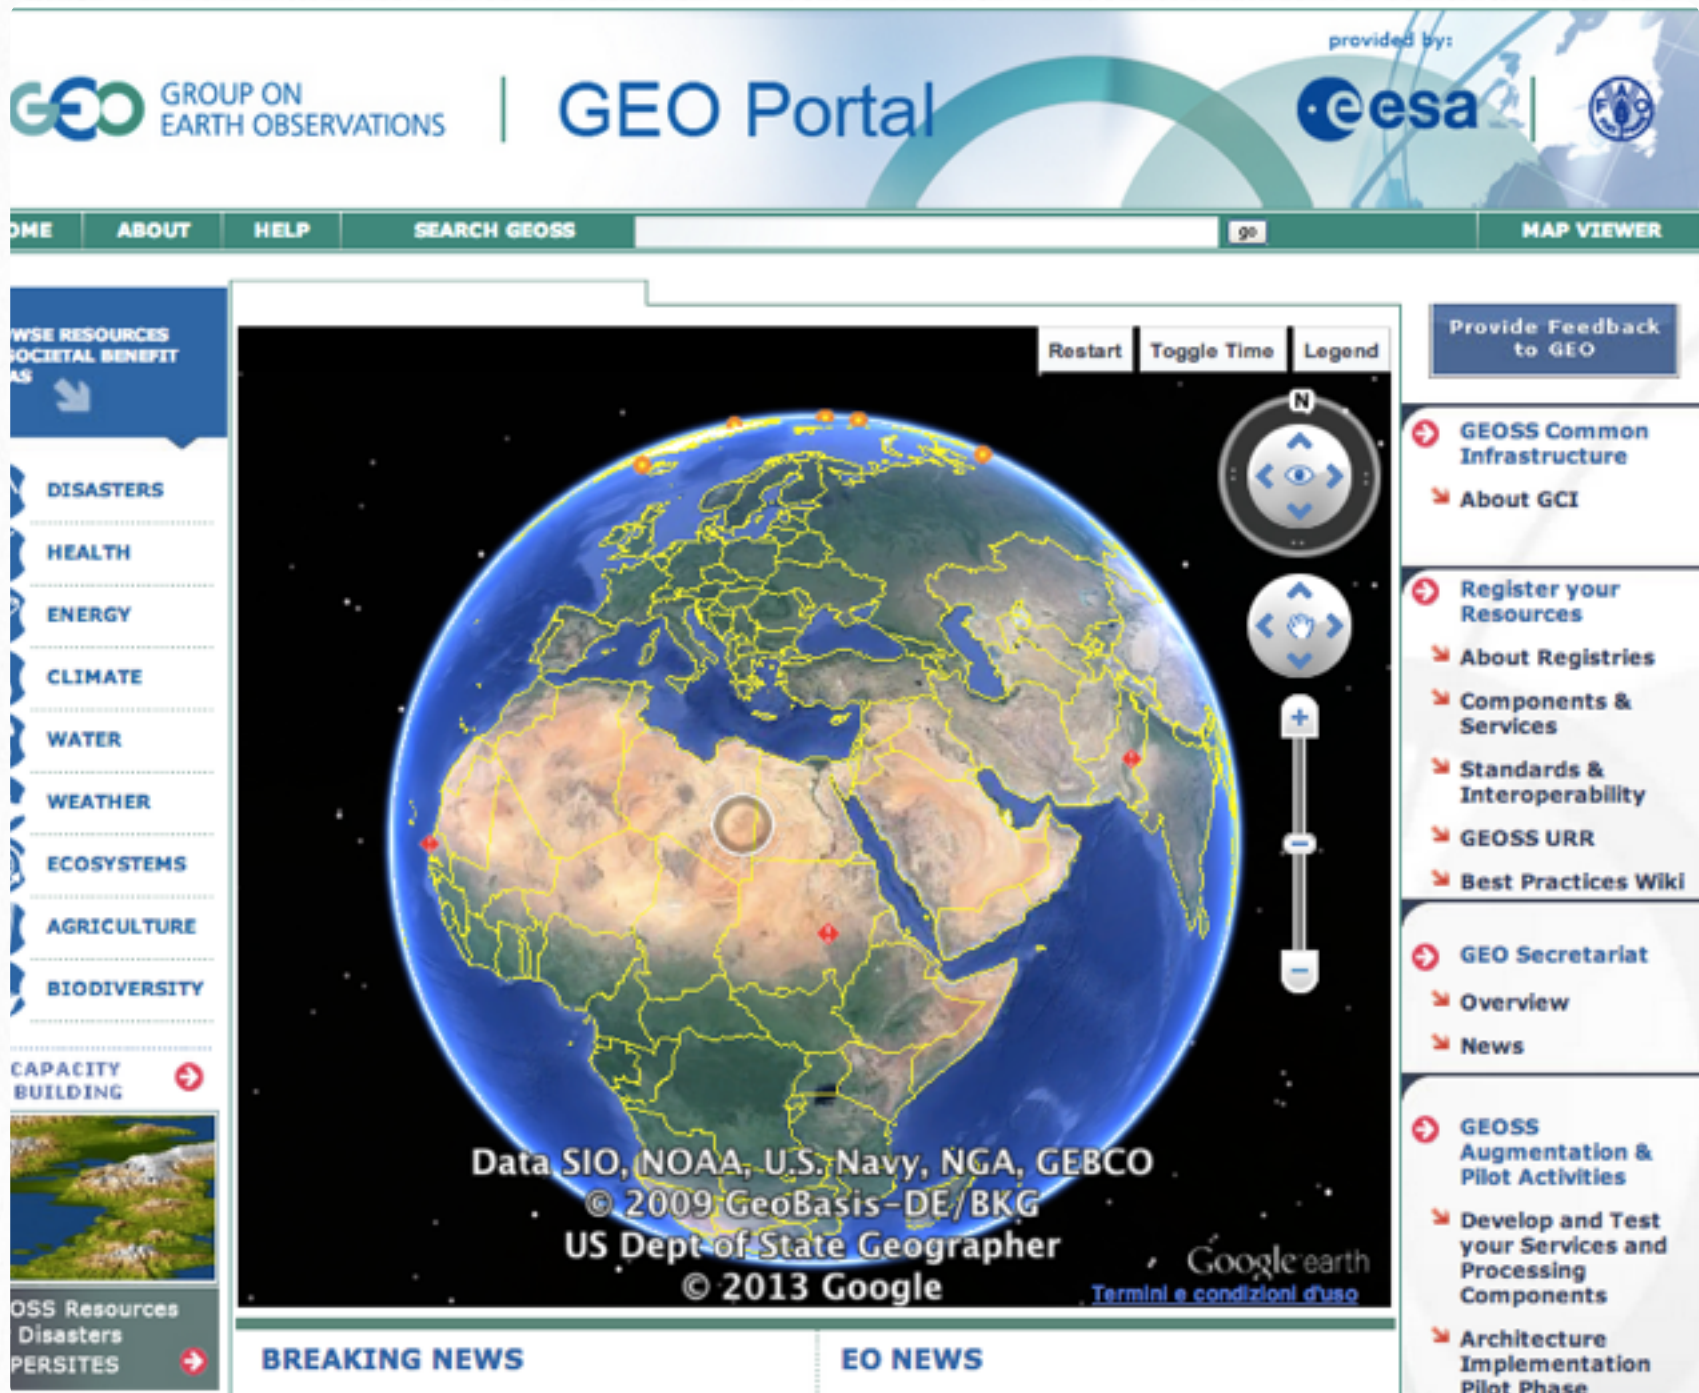 GEO GROUP ON
EARTH OBSERVATIONS
GEO Portal
provided by:
esa
FAO
OME
ABOUT
HELP
SEARCH GEOSS
go
MAP VIEWER
WSE RESOURCES
SOCIETAL BENEFIT
AS
DISASTERS
HEALTH
ENERGY
CLIMATE
WATER
WEATHER
ECOSYSTEMS
AGRICULTURE
BIODIVERSITY
CAPACITY
BUILDING
OSS Resources
Disasters
PERSITES
Restart
Toggle Time
Legend
N
Data SIO, NOAA, U.S. Navy, NGA, GEBCO
© 2009 GeoBasis-DE/BKG
US Dept of State Geographer
© 2013 Google
Google earth
Termini e condizioni d'uso
BREAKING NEWS
EO NEWS
Provide Feedback
to GEO
GEOSS Common
Infrastructure
About GCI
Register your
Resources
About Registries
Components &
Services
Standards &
Interoperability
GEOSS URR
Best Practices Wiki
GEO Secretariat
Overview
News
GEOSS
Augmentation &
Pilot Activities
Develop and Test
your Services and
Processing
Components
Architecture
Implementation
Pilot Phase